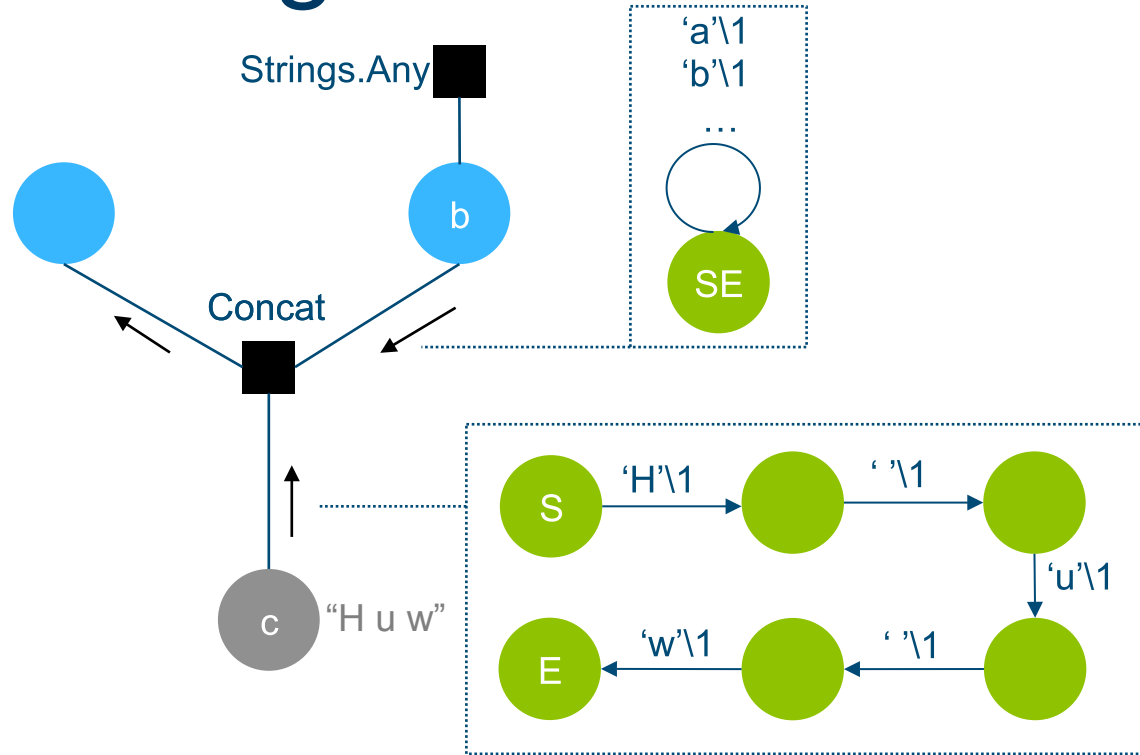 Strings.Any
‘a’\1
‘b’\1
…
b
SE
Concat
S
‘H’\1
‘ ’\1
‘u’\1
c
“H u w”
E
‘w’\1
‘ ’\1